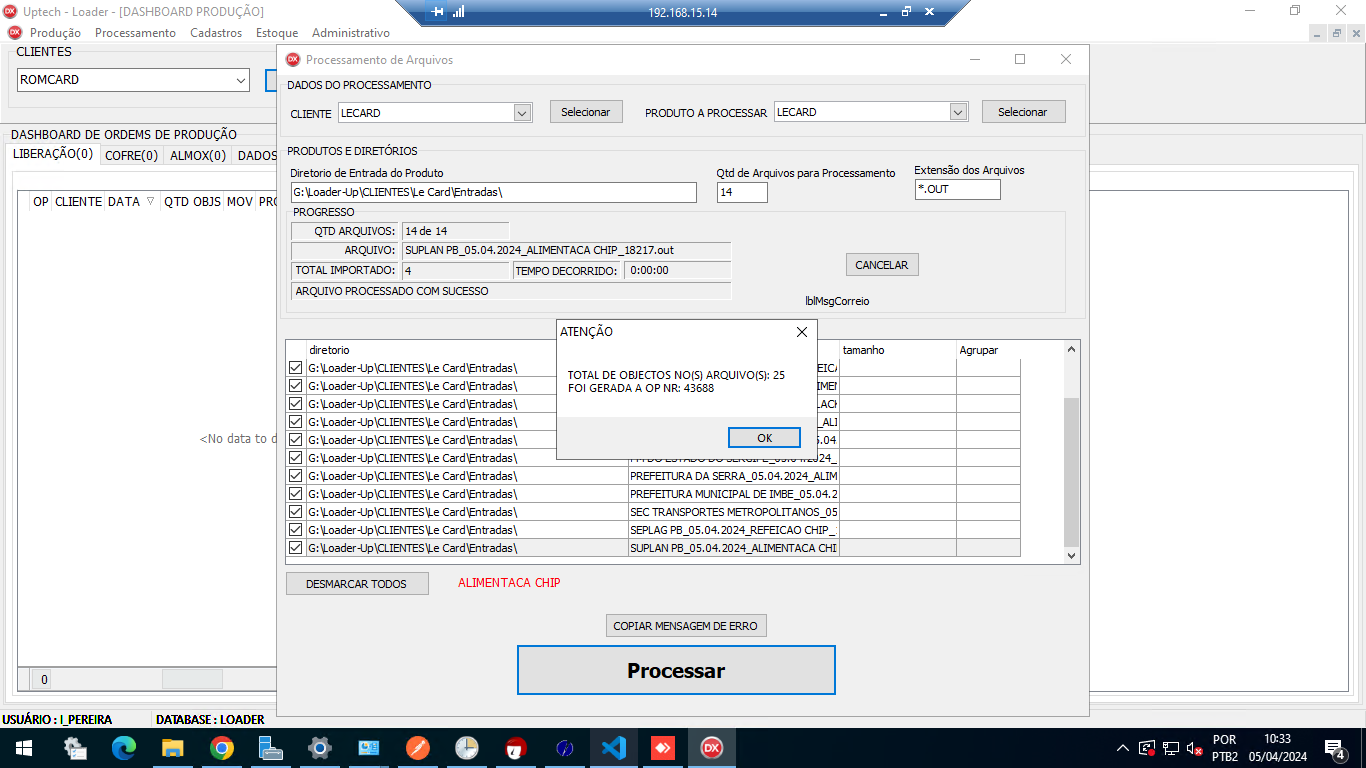 Uptech - Loader - [DASHBOARD PRODUÇÃO]
192.168.15.14
Produção Processamento Cadastros Estoque Administrativo
CLIENTES
ROMCARD
DASHBOARD DE ORDEMS DE PRODUÇÃO
LIBERAÇÃO(0) COFRE(0) ALMOX(0) DADOS
OP CLIENTE DATA QTD OBJS MOV
<No data to
0
USUÁRIO : I_PEREIRA DATABASE : LOADER
Processamento de Arquivos
DADOS DO PROCESSAMENTO
CLIENTE LECARD Selecionar PRODUTO A PROCESSAR LECARD Selecionar
PRODUTOS E DIRETÓRIOS
Diretorio de Entrada do Produto Qtd de Arquivos para Processamento Extensão dos Arquivos
G:\Loader-Up\CLIENTES\Le Card\Entradas\ 14 *.OUT
PROGRESSO
QTD ARQUIVOS: 14 de 14
ARQUIVO: SUPLAN PB_05.04.2024_ALIMENTACA CHIP_18217.out
TOTAL IMPORTADO: 4 TEMPO DECORRIDO: 0:00:00
CANCELAR
ARQUIVO PROCESSADO COM SUCESSO
lblMsgCorreio
diretorio tamanho Agrupar
G:\Loader-Up\CLIENTES\Le Card\Entradas\
G:\Loader-Up\CLIENTES\Le Card\Entradas\
G:\Loader-Up\CLIENTES\Le Card\Entradas\
G:\Loader-Up\CLIENTES\Le Card\Entradas\
G:\Loader-Up\CLIENTES\Le Card\Entradas\
G:\Loader-Up\CLIENTES\Le Card\Entradas\
G:\Loader-Up\CLIENTES\Le Card\Entradas\ PREFEITURA DA SERRA_05.04.2024_ALIM
G:\Loader-Up\CLIENTES\Le Card\Entradas\ PREFEITURA MUNICIPAL DE IMBE_05.04.2
G:\Loader-Up\CLIENTES\Le Card\Entradas\ SEC TRANSPORTES METROPOLITANOS_05
G:\Loader-Up\CLIENTES\Le Card\Entradas\ SEPLAG PB_05.04.2024_REFEICAO CHIP_
G:\Loader-Up\CLIENTES\Le Card\Entradas\ SUPLAN PB_05.04.2024_ALIMENTACA CHI
ATENÇÃO
TOTAL DE OBJECTOS NO(S) ARQUIVO(S): 25
FOI GERADA A OP NR: 43688
OK
DESMARCAR TODOS ALIMENTACA CHIP
COPIAR MENSAGEM DE ERRO
Processar
POR 10:33
PTB2 05/04/2024
4